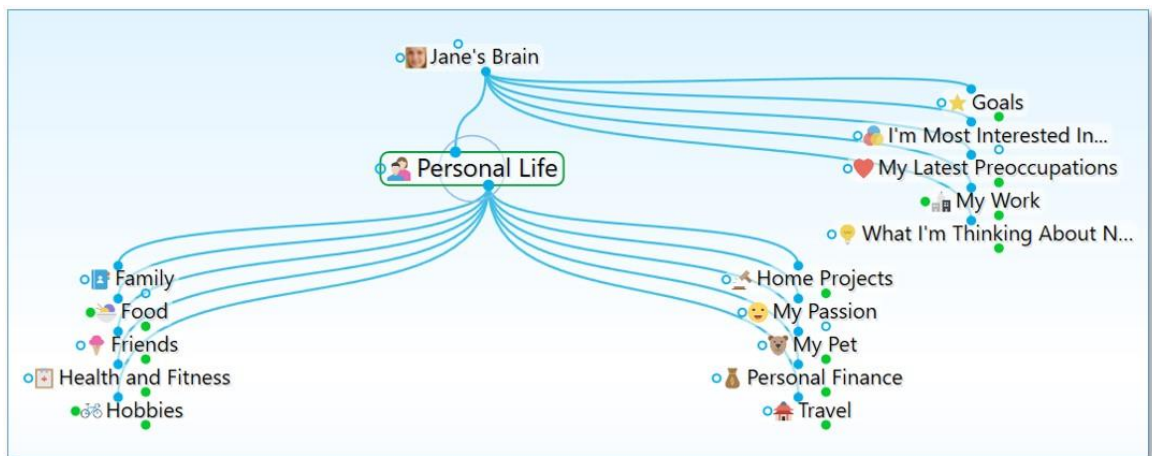 Jane's Brain
Goals
I'm Most Interested In...
My Latest Preoccupations
My Work
What I'm Thinking About N...
Personal Life
Family
Food
Friends
Health and Fitness
Hobbies
Home Projects
My Passion
My Pet
Personal Finance
Travel